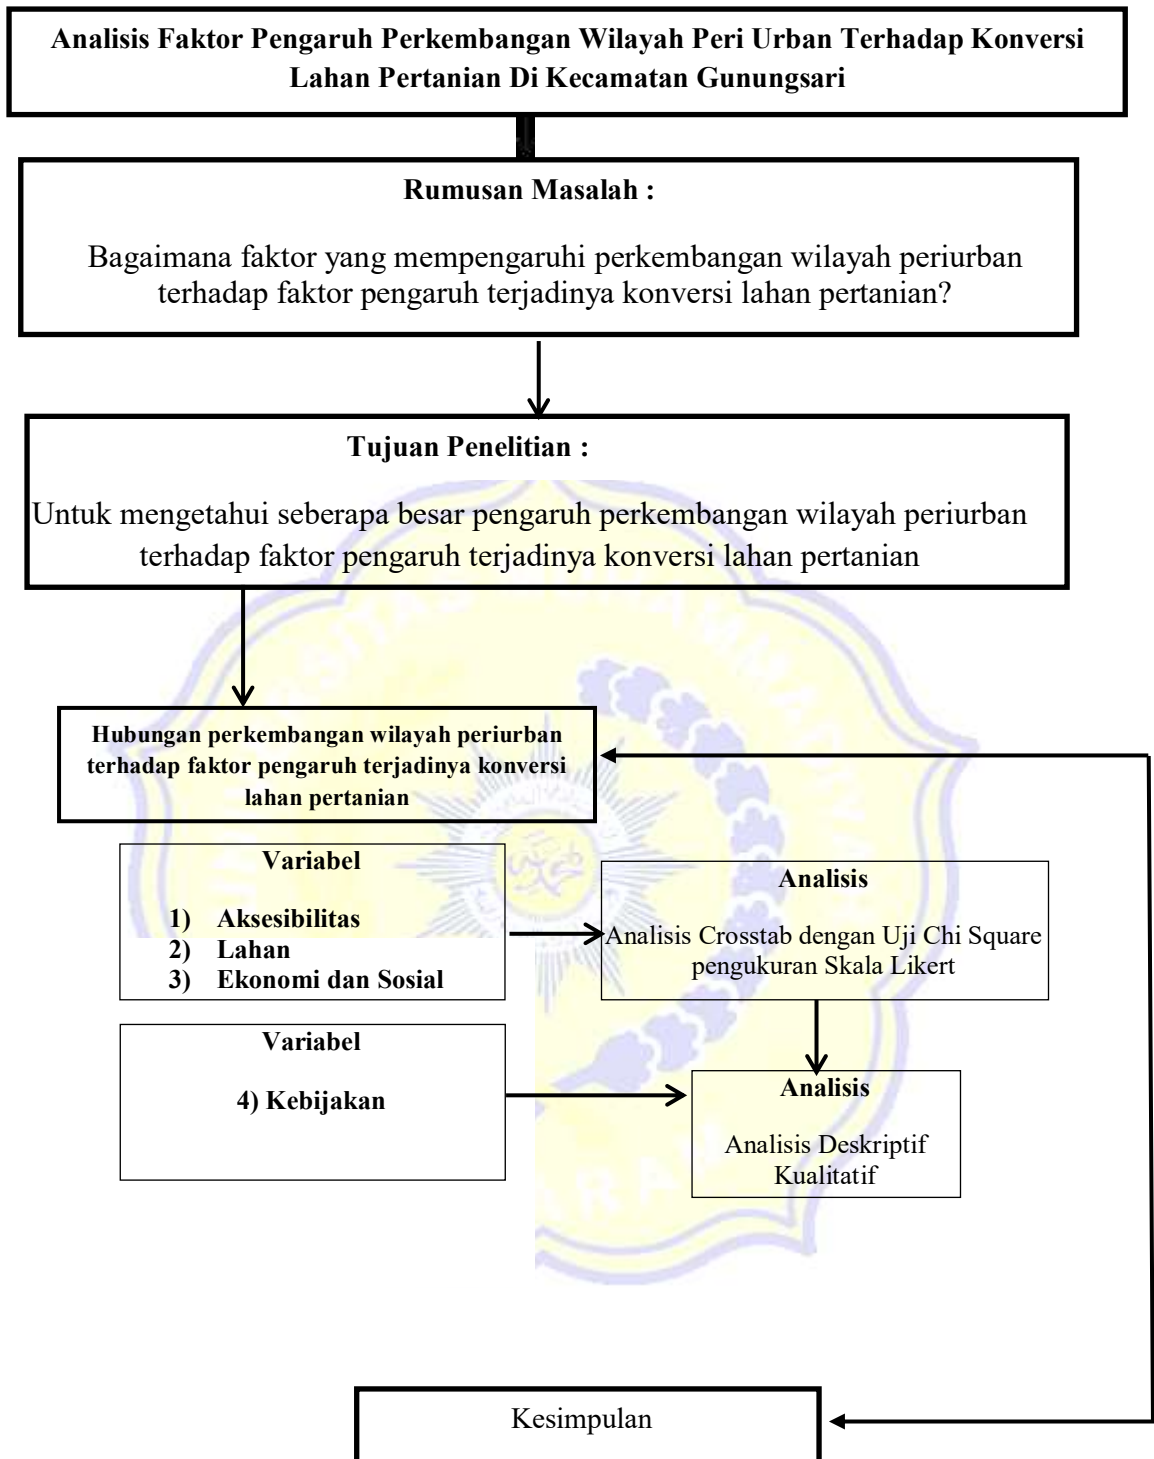 Analisis Faktor Pengaruh Perkembangan Wilayah Peri Urban Terhadap Konversi
Lahan Pertanian Di Kecamatan Gunungsari
Rumusan Masalah :
Bagaimana faktor yang mempengaruhi perkembangan wilayah periurban
terhadap faktor pengaruh terjadinya konversi lahan pertanian?
Tujuan Penelitian :
Untuk mengetahui seberapa besar pengaruh perkembangan wilayah periurban
terhadap faktor pengaruh terjadinya konversi lahan pertanian
Hubungan perkembangan wilayah periurban
terhadap faktor pengaruh terjadinya konversi
lahan pertanian
Variabel
1) Aksesibilitas
2) Lahan
3) Ekonomi dan Sosial
Analisis
Analisis Crosstab dengan Uji Chi Square
pengukuran Skala Likert
Variabel
4) Kebijakan
Analisis
Analisis Deskriptif
Kualitatif
Kesimpulan